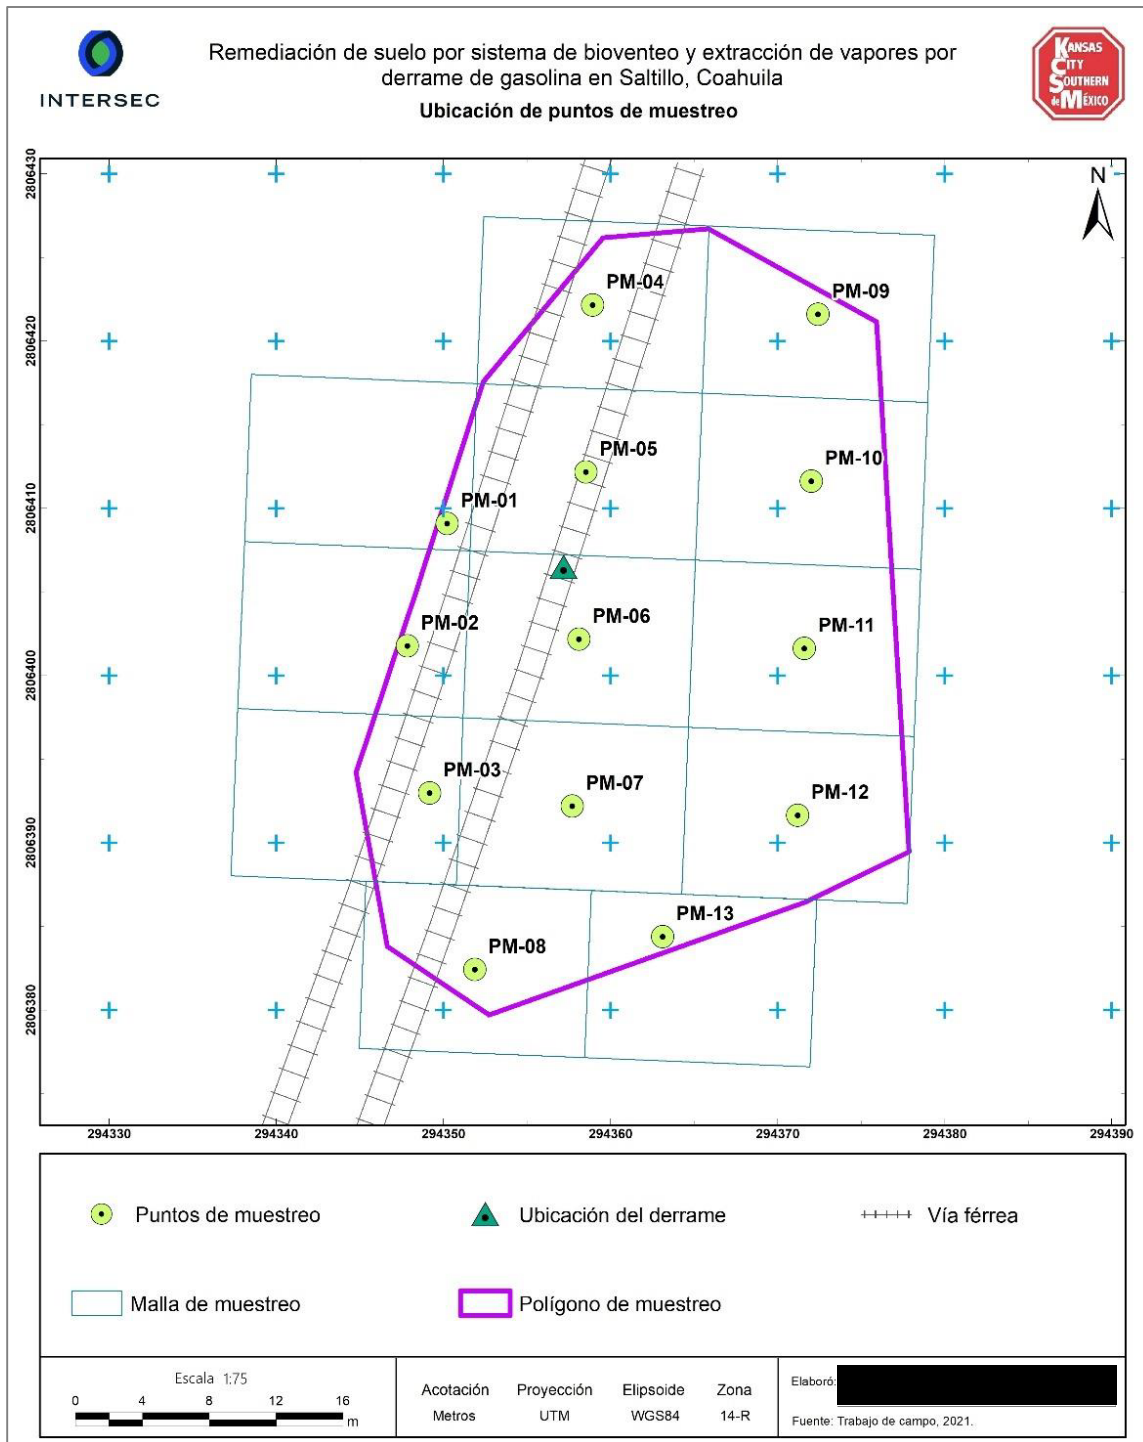 INTERSEC
Remediación de suelo por sistema de bioventeo y extracción de vapores por
derrame de gasolina en Saltillo, Coahuila
Ubicación de puntos de muestreo
KANSAS
CITY
SOUTHERN
de MÉXICO
N
2806430
2806420
2806410
2806400
2806390
2806380
PM-04
PM-09
PM-05
PM-10
PM-01
PM-02
PM-06
PM-11
PM-03
PM-07
PM-12
PM-13
PM-08
294330
294340
294350
294360
294370
294380
294390
Puntos de muestreo
Ubicación del derrame
Vía férrea
Malla de muestreo
Polígono de muestreo
Escala 1:75
0 4 8 12 16
m
Acotación Proyección Elipsoide Zona
Metros UTM WGS84 14-R
Elaboró:
Fuente: Trabajo de campo, 2021.